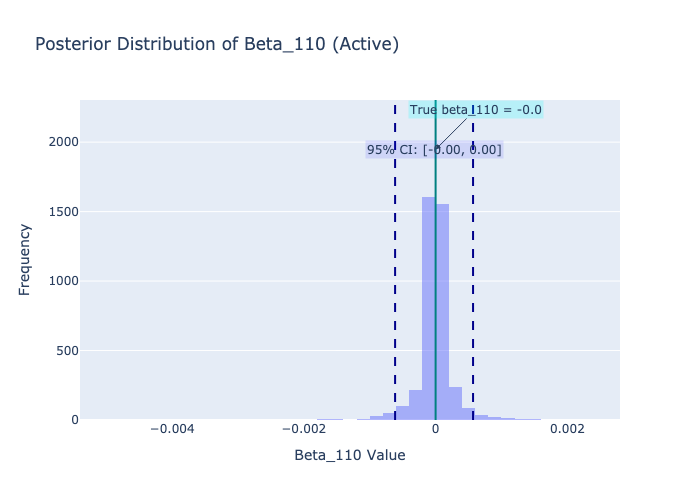 Posterior Distribution of Beta_110 (Active)
True beta_110 = -0.0
95% CI: [-0.00, 0.00]
2000
1500
1000
500
0
Frequency
−0.004
−0.002
0
0.002
Beta_110 Value